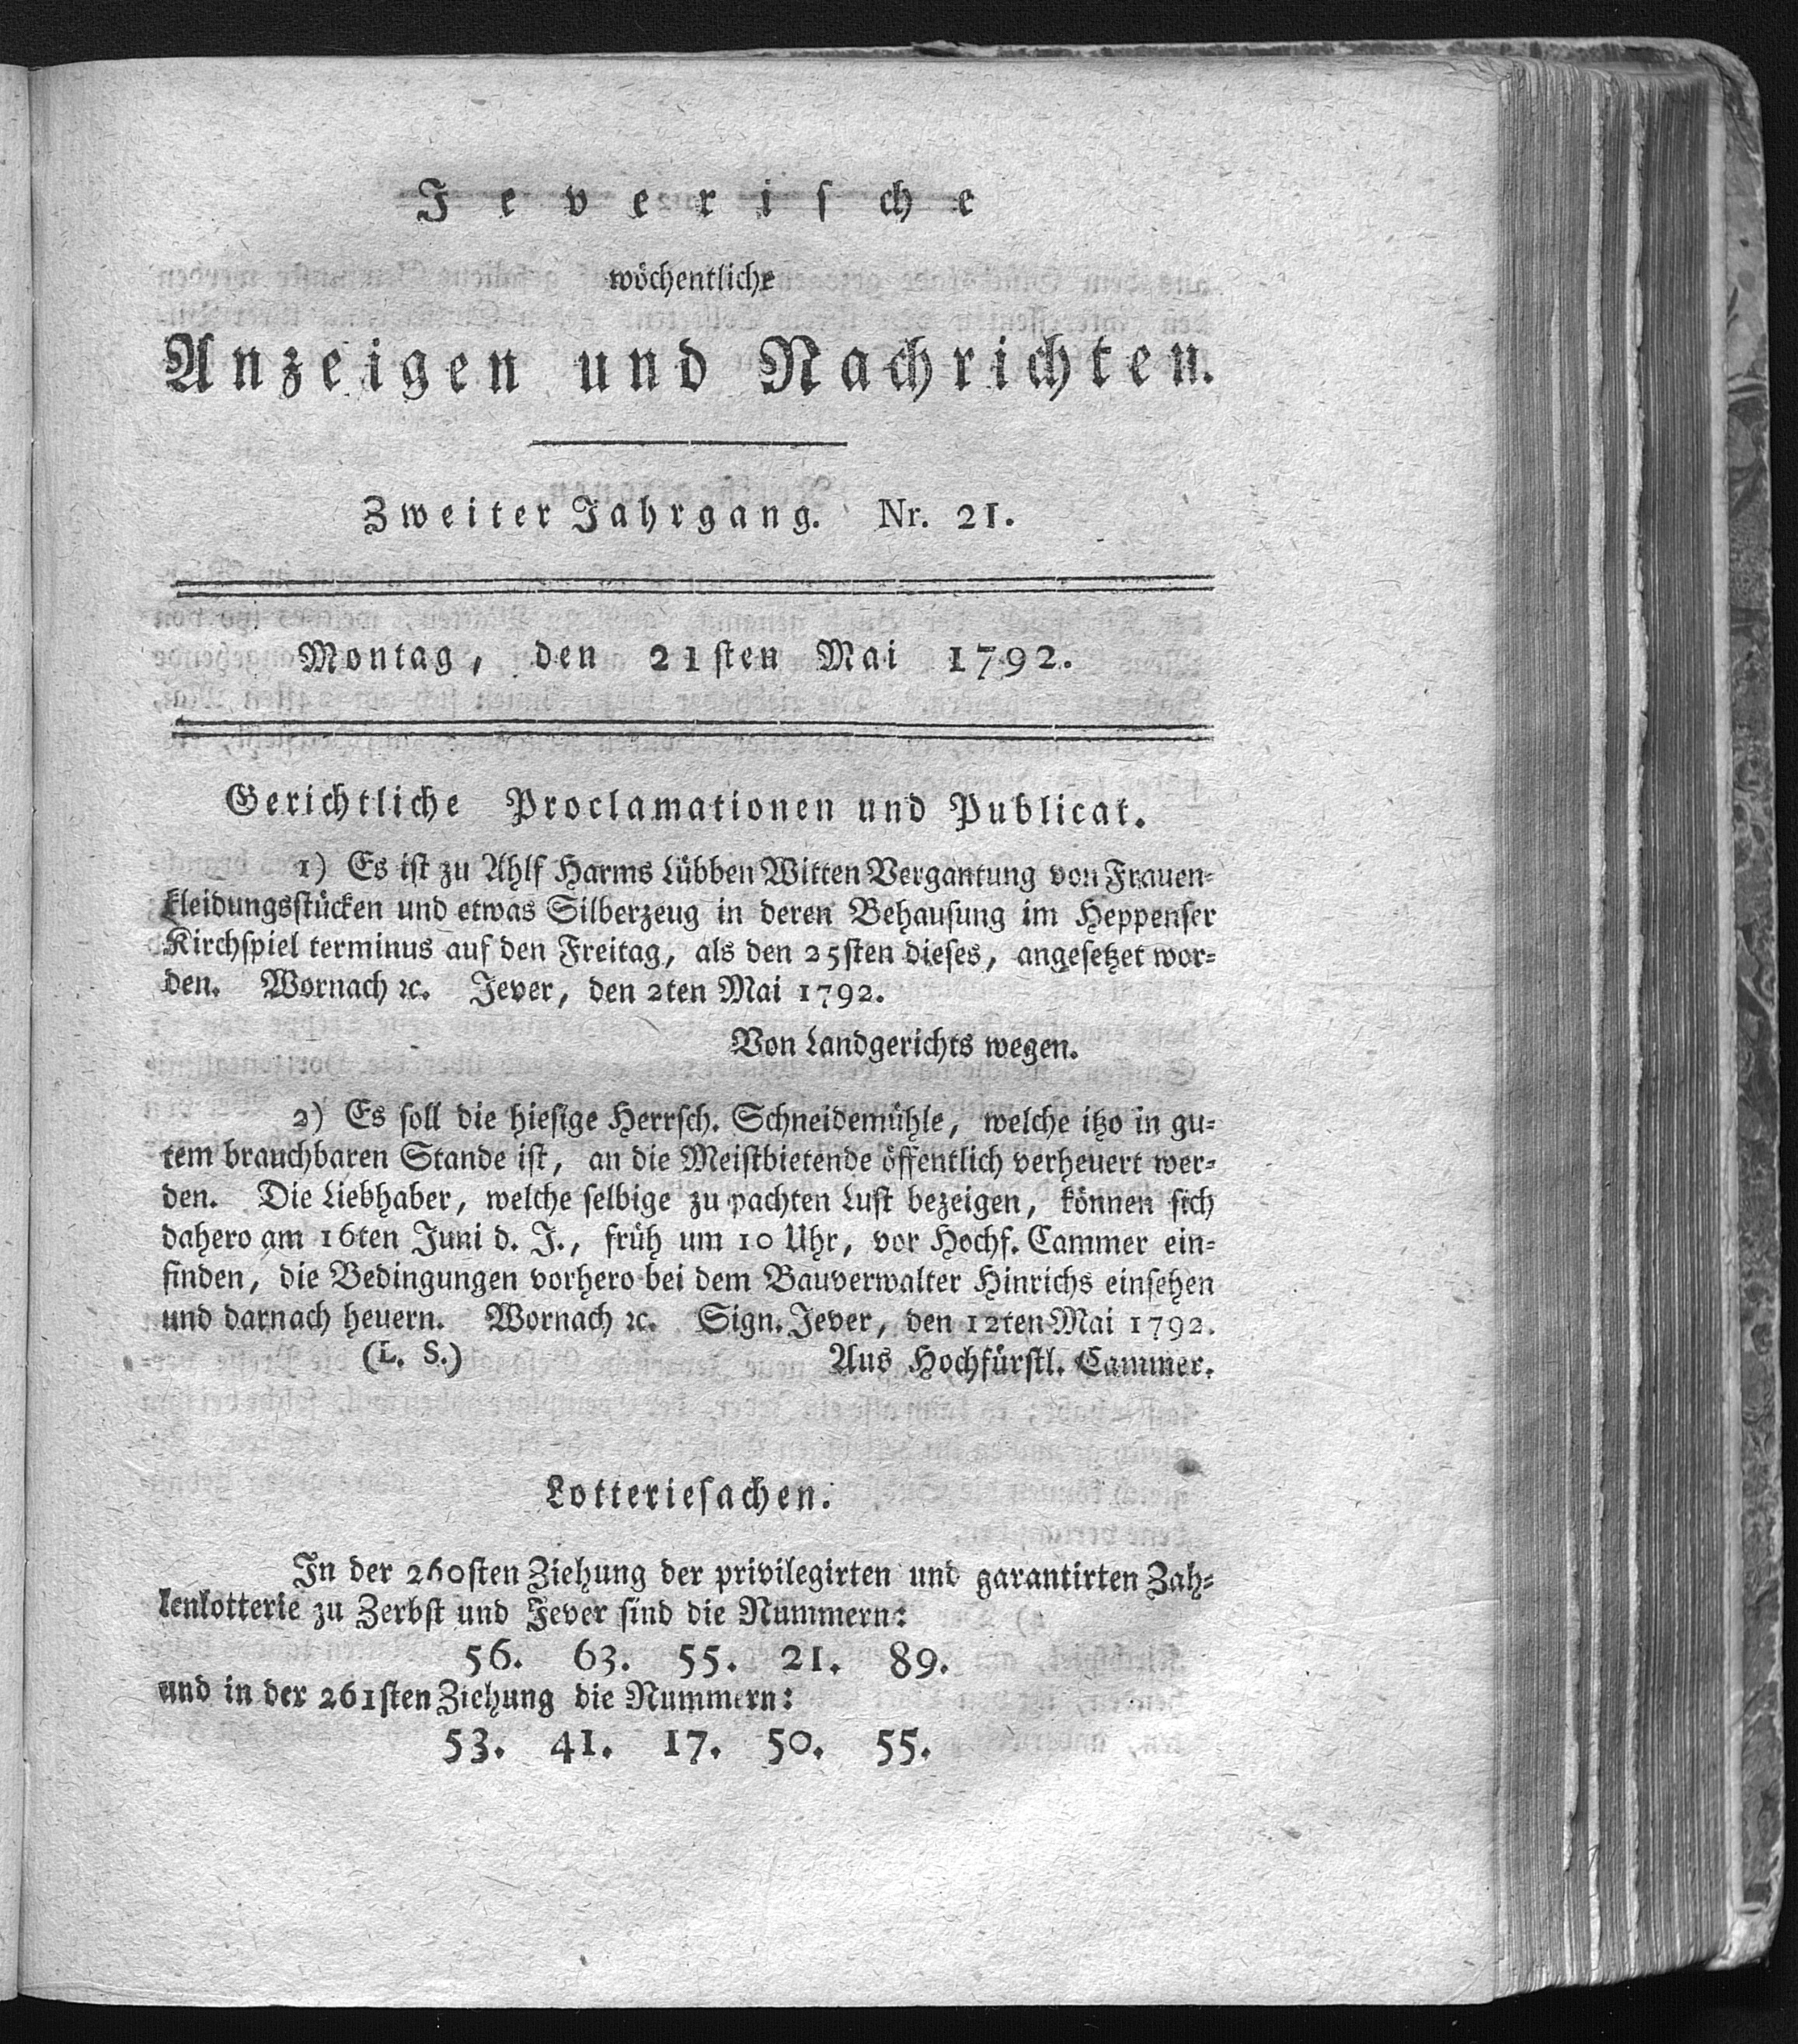 Jeverische
wöchentliche
Anzeigen und Nachrichten.
Zweiter Jahrgang. Nr. 21.
Montag, den 21sten Mai 1792.
Gerichtliche Proclamationen und Publicat.
1) Es ist zu Ahlf Harms Lübben Witten Vergantung von Frauen-
kleidungsstücken und etwas Silberzeug in deren Behausung im Heppenser
Kirchspiel terminus auf den Freitag, als den 25sten dieses, angesetzet wor-
den. Wornach ꝛc. Jever, den 2ten Mai 1792.
Von Landgerichts wegen.
2) Es soll die hiesige Herrsch. Schneidemühle, welche itzo in gu-
tem brauchbaren Stande ist, an die Meistbietende öffentlich verheuert wer-
den. Die Liebhaber, welche selbige zu pachten Lust bezeigen, können sich
dahero am 16ten Juni d. J., früh um 10 Uhr, vor Hochf. Cammer ein-
finden, die Bedingungen vorhero bei dem Bauverwalter Hinrichs einsehen
und darnach heuern. Wornach ꝛc. Sign. Jever, den 12ten Mai 1792.
(L. S.) Aus Hochfürstl. Cammer.
Lotteriesachen.
In der 260sten Ziehung der privilegirten und garantirten Zah-
lenlotterie zu Zerbst und Jever sind die Nummern:
56. 63. 55. 21. 89.
und in der 261sten Ziehung die Nummern:
53. 41. 17. 50. 55.